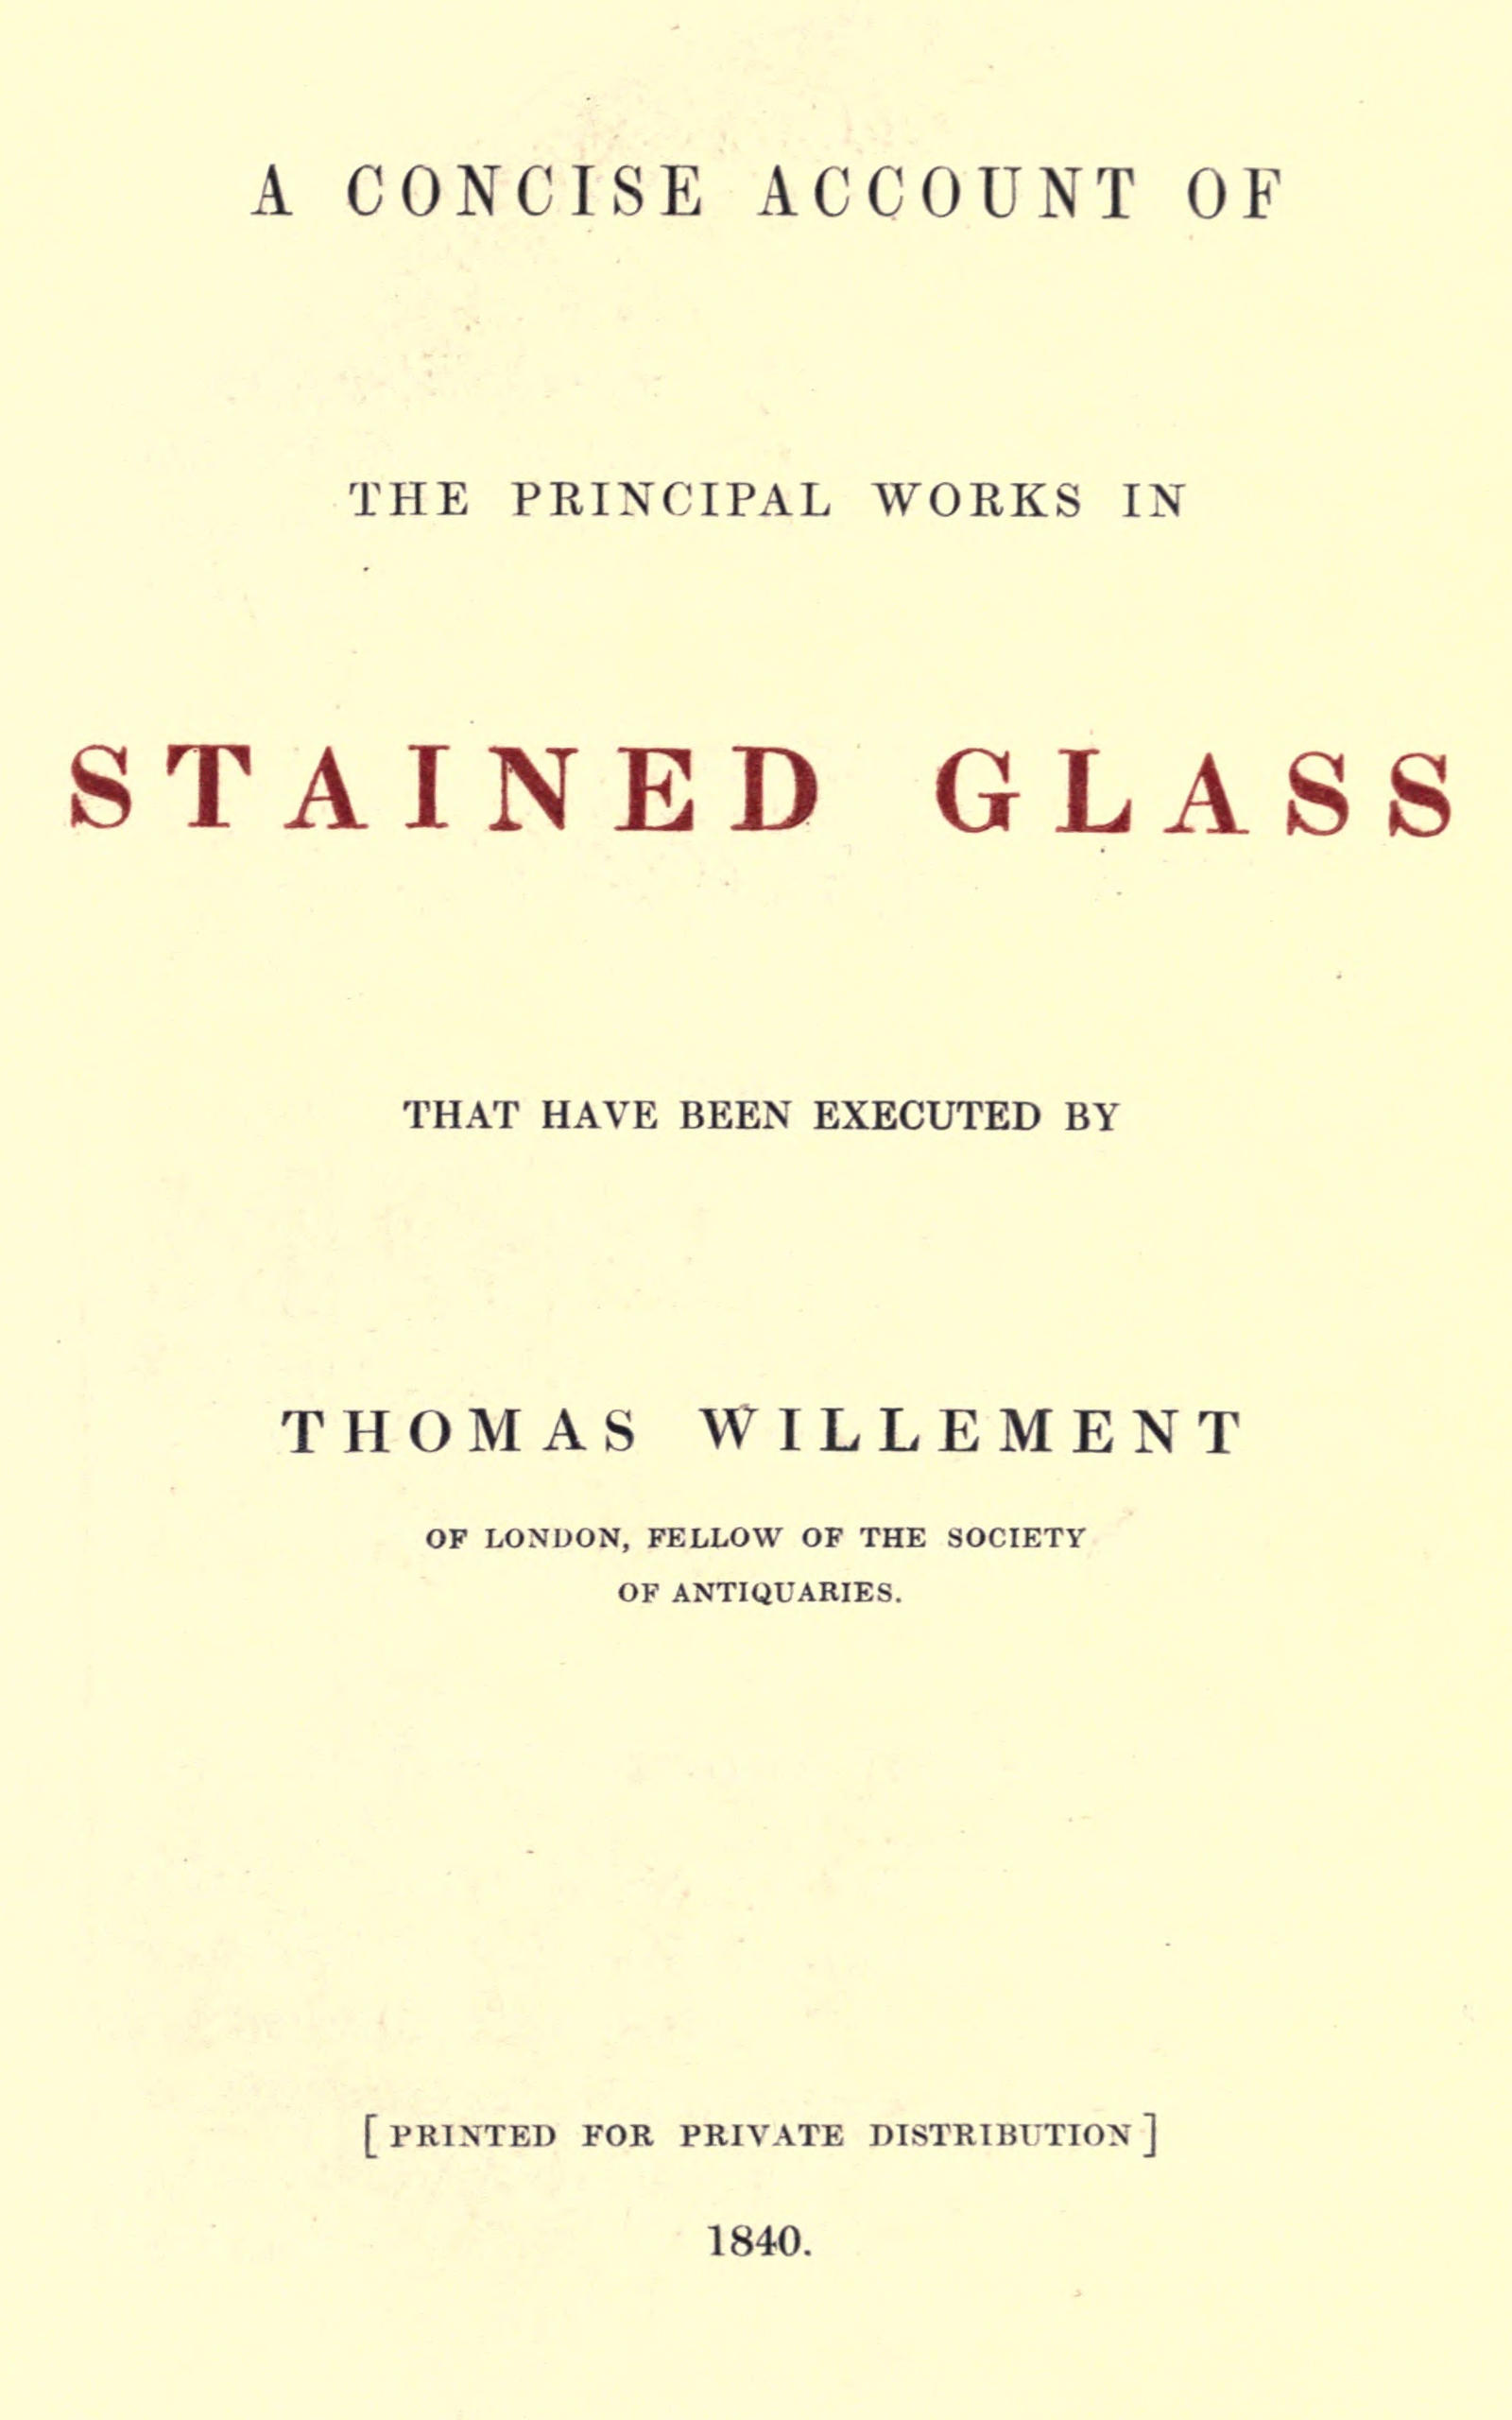 A CONCISE ACCOUNT OF
THE PRINCIPAL WORKS IN
STAINED GLASS
THAT HAVE BEEN EXECUTED BY
THOMAS WILLEMENT
OF LONDON, FELLOW OF THE SOCIETY
OF ANTIQUARIES.
[PRINTED FOR PRIVATE DISTRIBUTION]
1840.